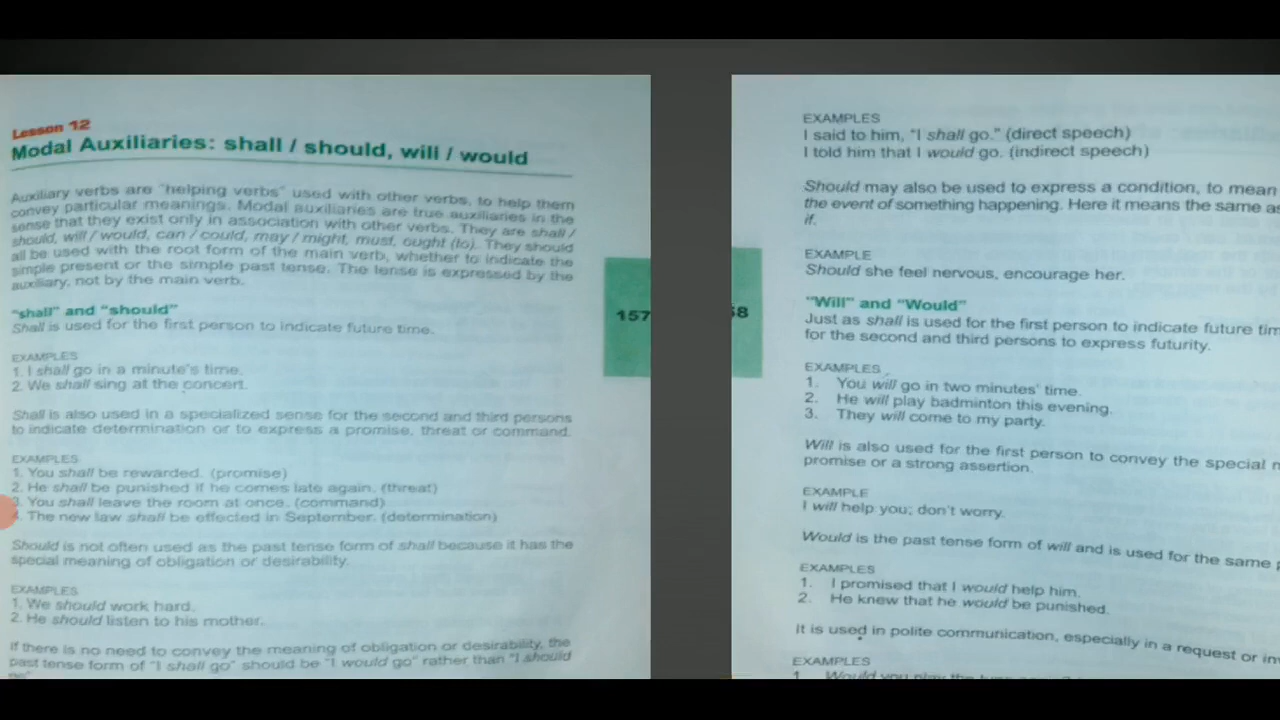 Lesson 12
Modal Auxiliaries: shall / should, will / would
Auxiliary verbs are "helping verbs" used with other verbs, to help them
convey particular meanings. Modal auxiliaries are true auxiliaries in the
sense that they exist only in association with other verbs. They are shall /
should, will / would, can / could, may / might, must, ought (to). They should
all be used with the root form of the main verb, whether to indicate the
simple present or the simple past tense. The tense is expressed by the
auxiliary, not by the main verb.
"shall" and "should"
Shall is used for the first person to indicate future time.
EXAMPLES
1. I shall go in a minute's time.
2. We shall sing at the concert.
Shall is also used in a specialized sense for the second and third persons
to indicate determination or to express a promise, threat or command.
EXAMPLES
1. You shall be rewarded. (promise)
2. He shall be punished if he comes late again. (threat)
3. You shall leave the room at once. (command)
4. The new law shall be effected in September. (determination)
Should is not often used as the past tense form of shall because it has the
special meaning of obligation or desirability.
EXAMPLES
1. We should work hard.
2. He should listen to his mother.
If there is no need to convey the meaning of obligation or desirability, the
past tense form of "I shall go" should be "I would go" rather than "I should
157
58
EXAMPLES
I said to him, "I shall go." (direct speech)
I told him that I would go. (indirect speech)
Should may also be used to express a condition, to mean
the event of something happening. Here it means the same as
if.
EXAMPLE
Should she feel nervous, encourage her.
"Will" and "Would"
Just as shall is used for the first person to indicate future tim
for the second and third persons to express futurity.
EXAMPLES
1. You will go in two minutes' time.
2. He will play badminton this evening.
3. They will come to my party.
Will is also used for the first person to convey the special m
promise or a strong assertion.
EXAMPLE
I will help you; don't worry.
Would is the past tense form of will and is used for the same
EXAMPLES
1. I promised that I would help him.
2. He knew that he would be punished.
It is used in polite communication, especially in a request or inv
EXAMPLES
1. Would you play the